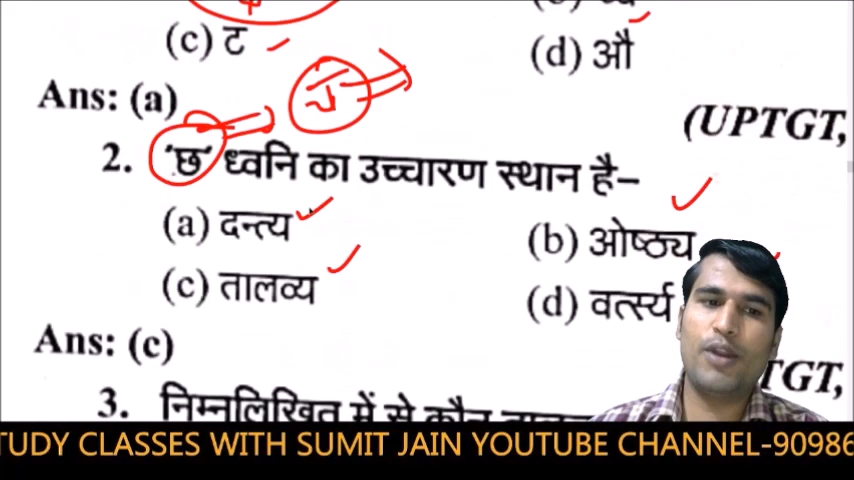 (c) ट
(d) औ
Ans: (a)
(UPTGT,
2. 'छ' ध्वनि का उच्चारण स्थान है–
(a) दन्त्य
(b) ओष्ठ्य
(c) तालव्य
(d) वर्त्स्य
Ans: (c)
TGT,
3. निम्नलिखित में से कौन
TUDY CLASSES WITH SUMIT JAIN YOUTUBE CHANNEL-90986